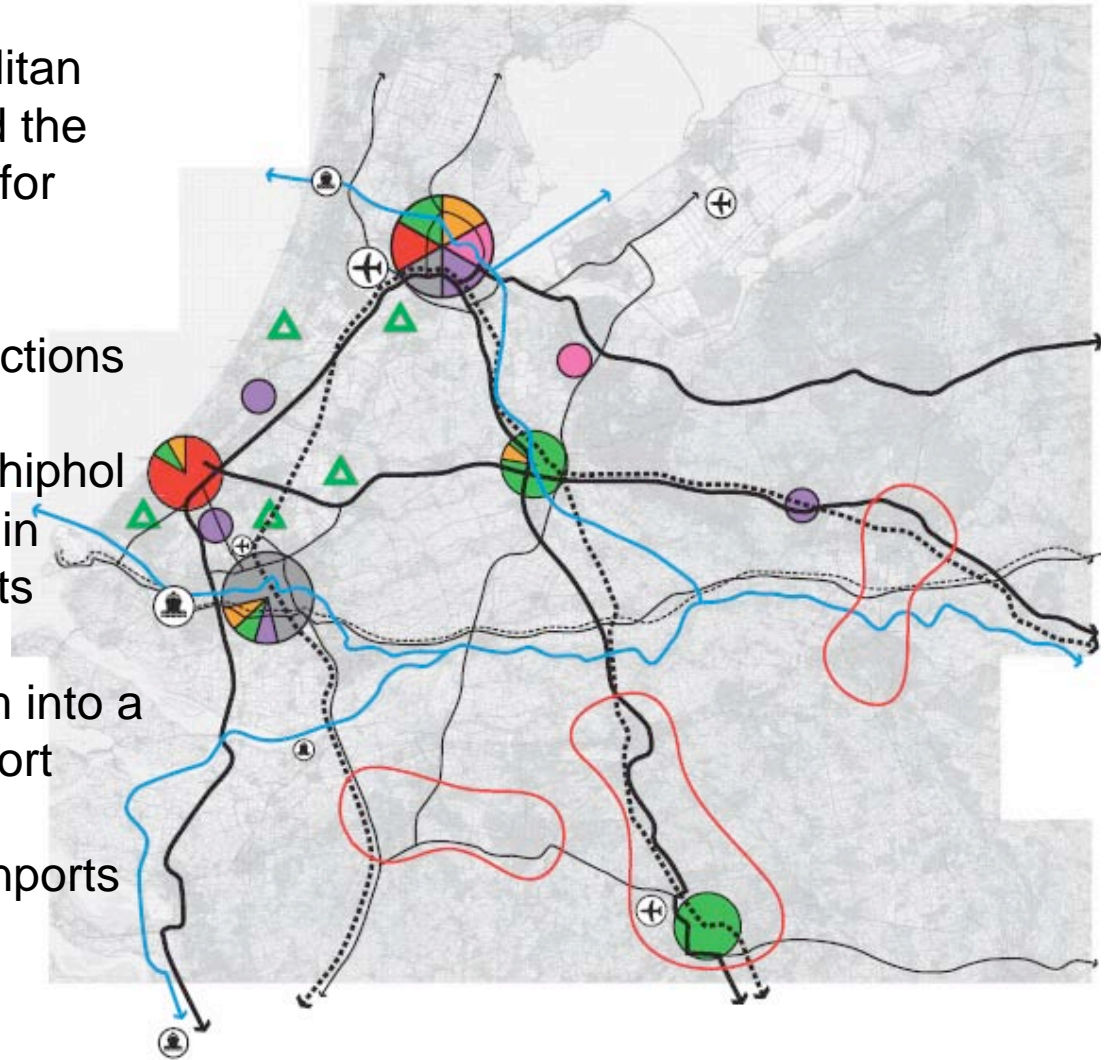 litan
d the
for
ctions
hiphol
in
ts
n into a
ort
nports